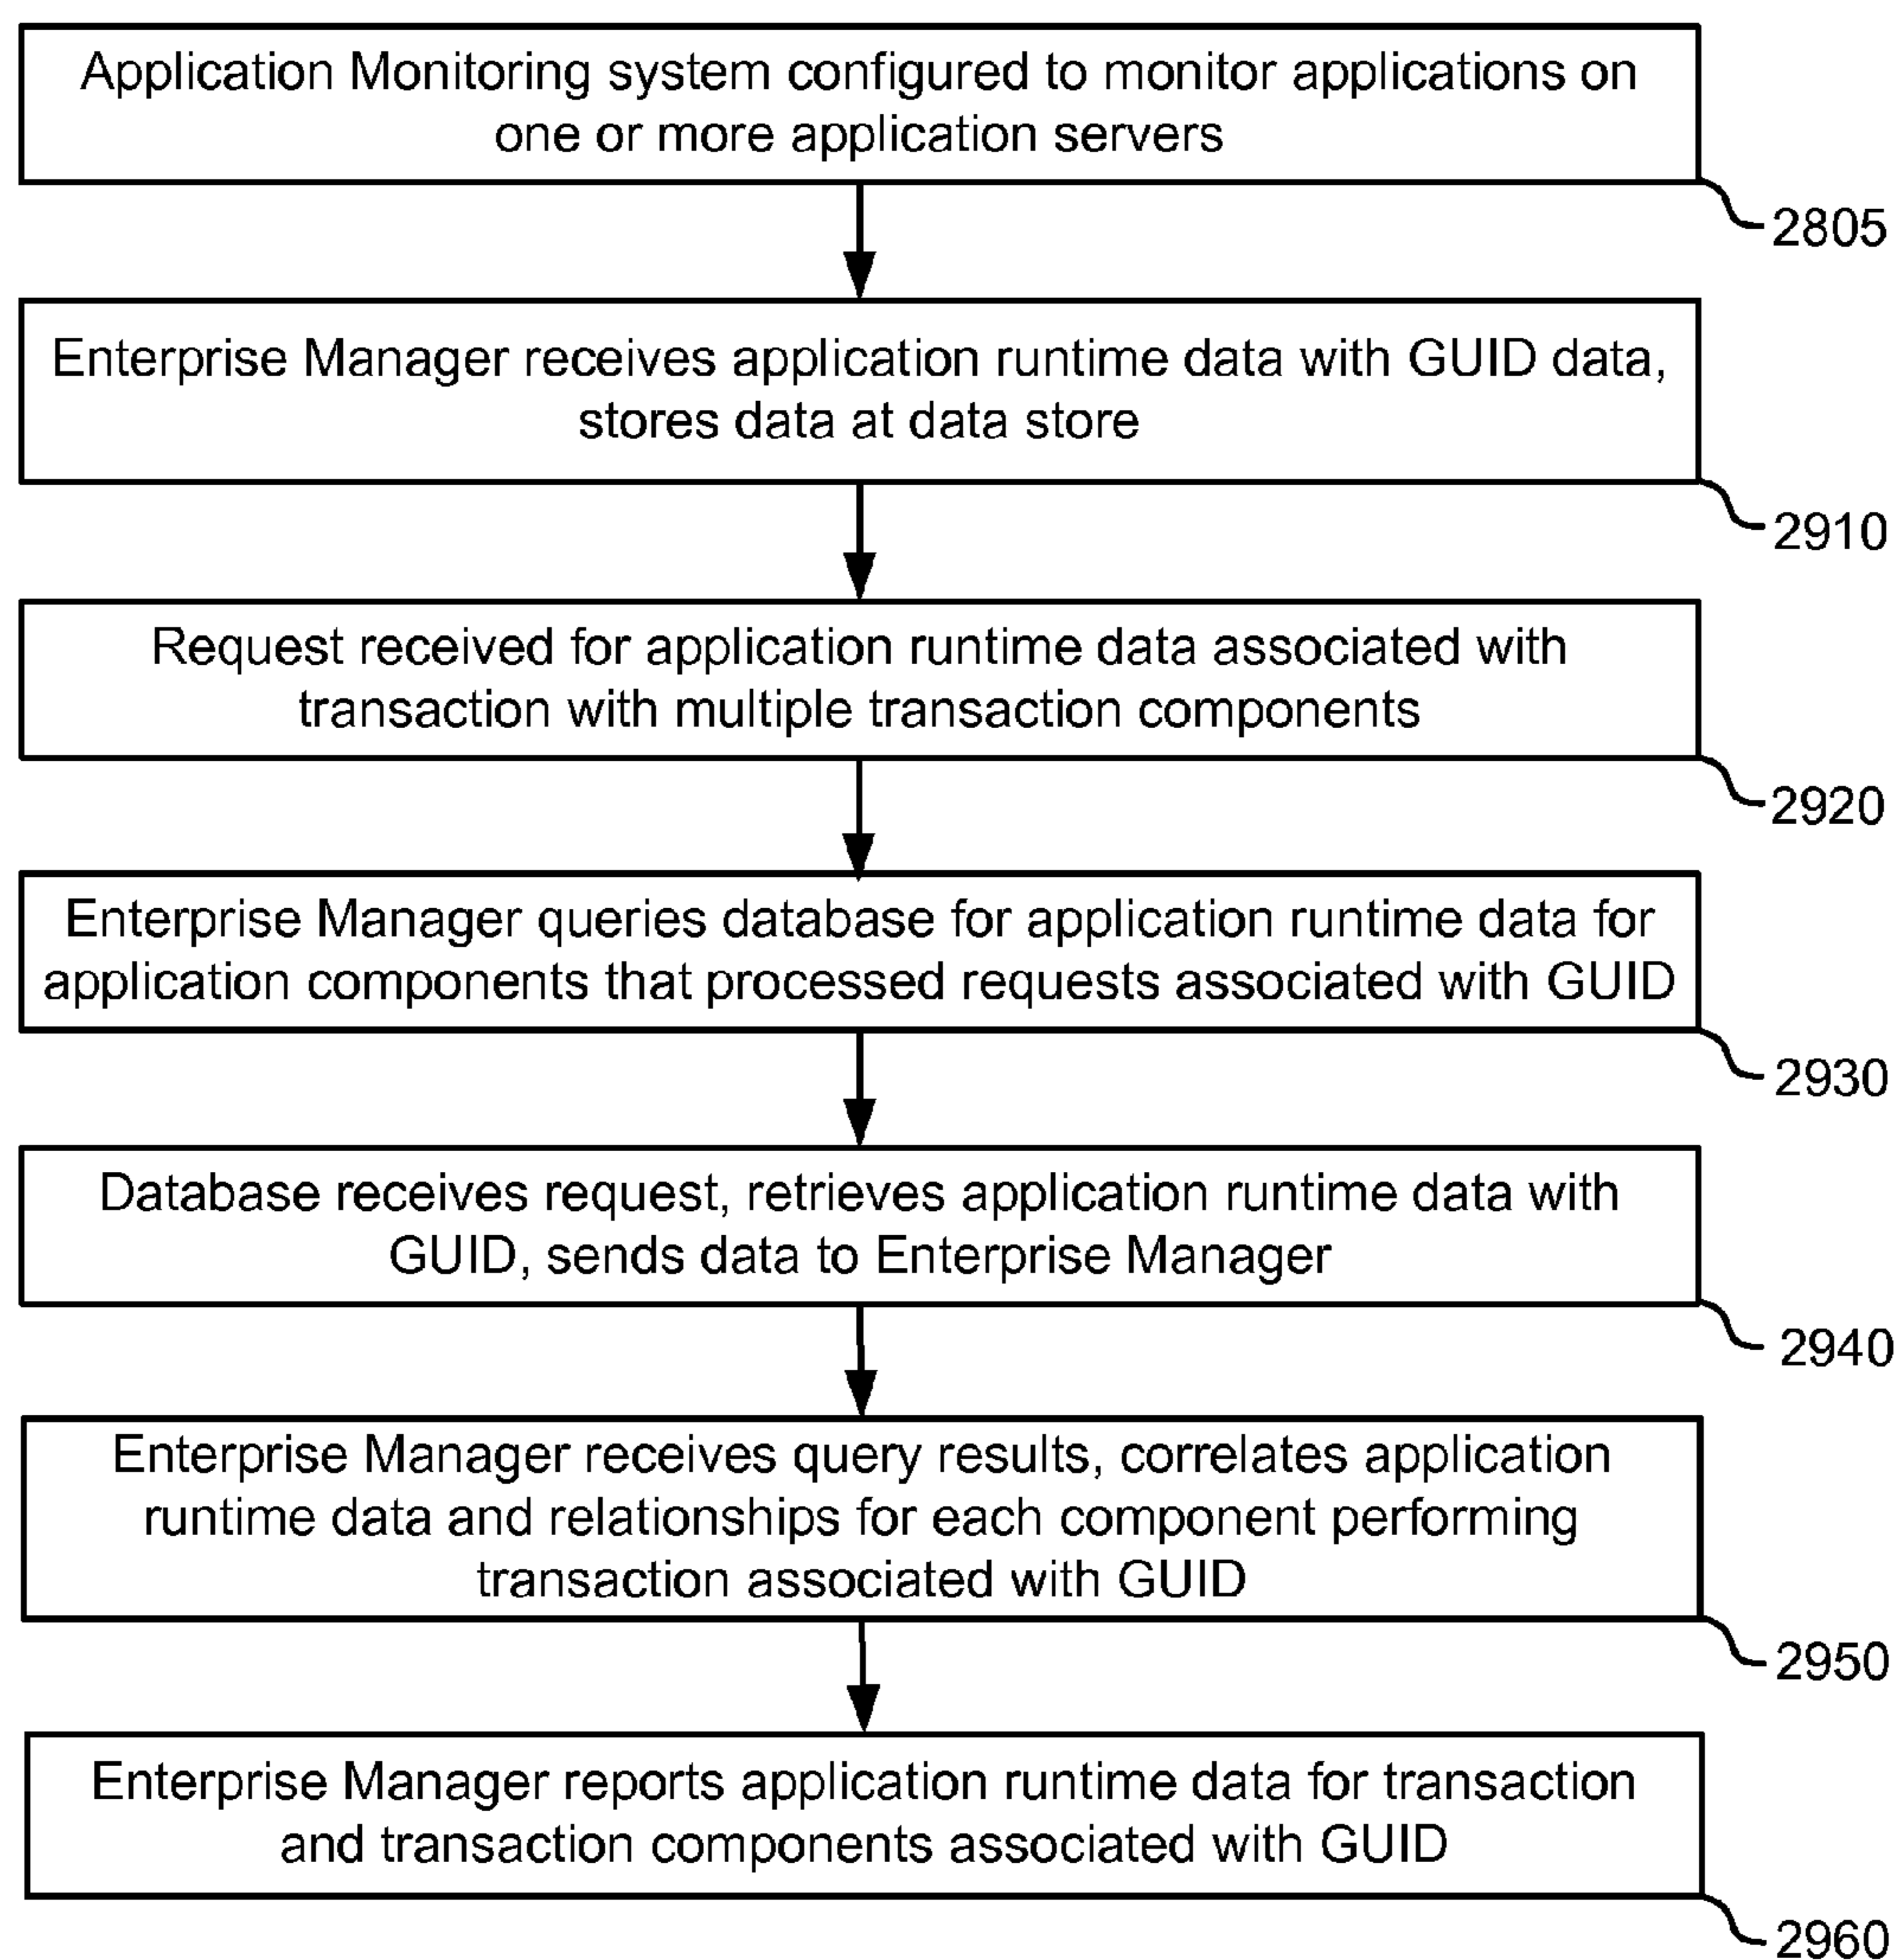 Application Monitoring system configured to monitor applications on
one or more application servers
2805
Enterprise Manager receives application runtime data with GUID data,
stores data at data store
2910
Request received for application runtime data associated with
transaction with multiple transaction components
2920
Enterprise Manager queries database for application runtime data for
application components that processed requests associated with GUID
2930
Database receives request, retrieves application runtime data with
GUID, sends data to Enterprise Manager
2940
Enterprise Manager receives query results, correlates application
runtime data and relationships for each component performing
transaction associated with GUID
2950
Enterprise Manager reports application runtime data for transaction
and transaction components associated with GUID
2960